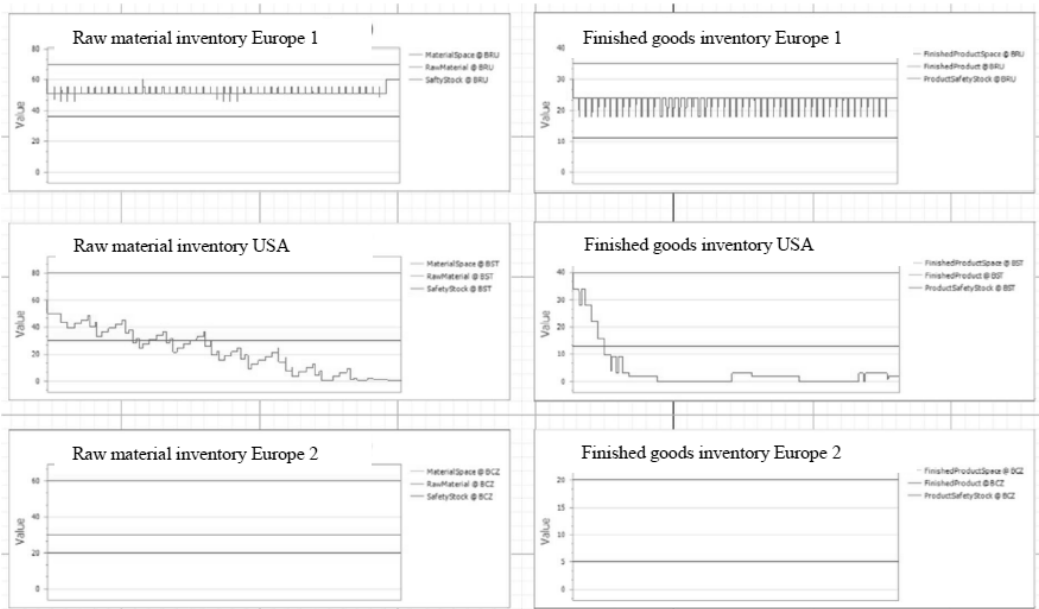 Raw material inventory Europe 1
80
60
40
20
0
Value
MaterialSpace @ BRU
RawMaterial @ BRU
SaftyStock @ BRU
Finished goods inventory Europe 1
40
30
20
10
0
Value
FinishedProductSpace @ BRU
FinishedProduct @ BRU
ProductSafetyStock @ BRU
Raw material inventory USA
80
60
40
20
0
Value
MaterialSpace @ BST
RawMaterial @ BST
SafetyStock @ BST
Finished goods inventory USA
40
30
20
10
0
Value
FinishedProductSpace @ BST
FinishedProduct @ BST
ProductSafetyStock @ BST
Raw material inventory Europe 2
60
40
20
0
Value
MaterialSpace @ BCZ
RawMaterial @ BCZ
SafetyStock @ BCZ
Finished goods inventory Europe 2
20
15
10
5
0
Value
FinishedProductSpace @ BCZ
FinishedProduct @ BCZ
ProductSafetyStock @ BCZ